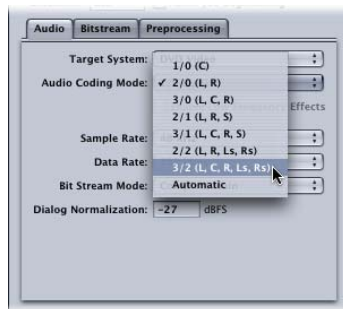 Audio Bitstream Preprocessing
Target System:
1/0 (C)
Audio Coding Mode: ✓ 2/0 (L, R)
3/0 (L, C, R)
Effects
2/1 (L, R, S)
Sample Rate: 3/1 (L, C, R, S)
2/2 (L, R, Ls, Rs)
Data Rate:
3/2 (L, C, R, Ls, Rs)
Bit Stream Mode: Automatic
Dialog Normalization: -27 dBFS